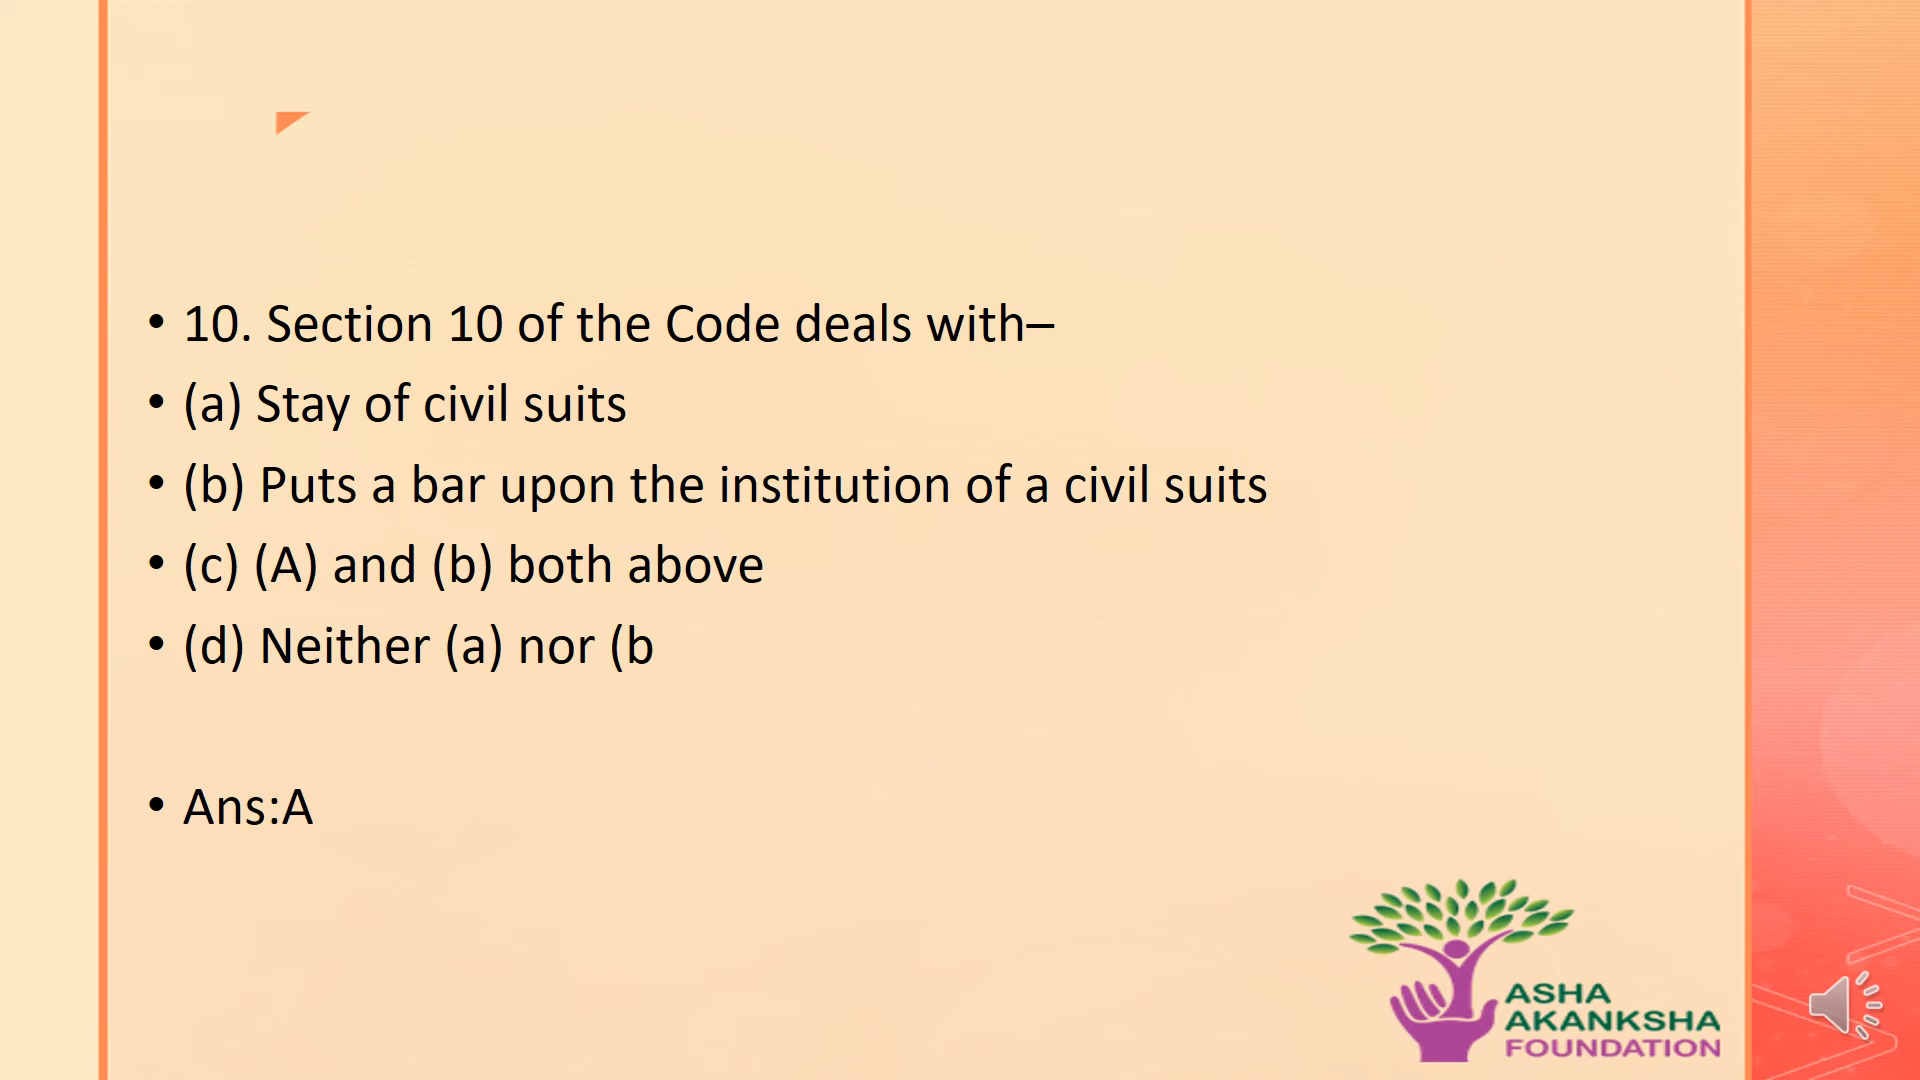 • 10. Section 10 of the Code deals with–
• (a) Stay of civil suits
• (b) Puts a bar upon the institution of a civil suits
• (c) (A) and (b) both above
• (d) Neither (a) nor (b
• Ans:A
ASHA
AKANKSHA
FOUNDATION